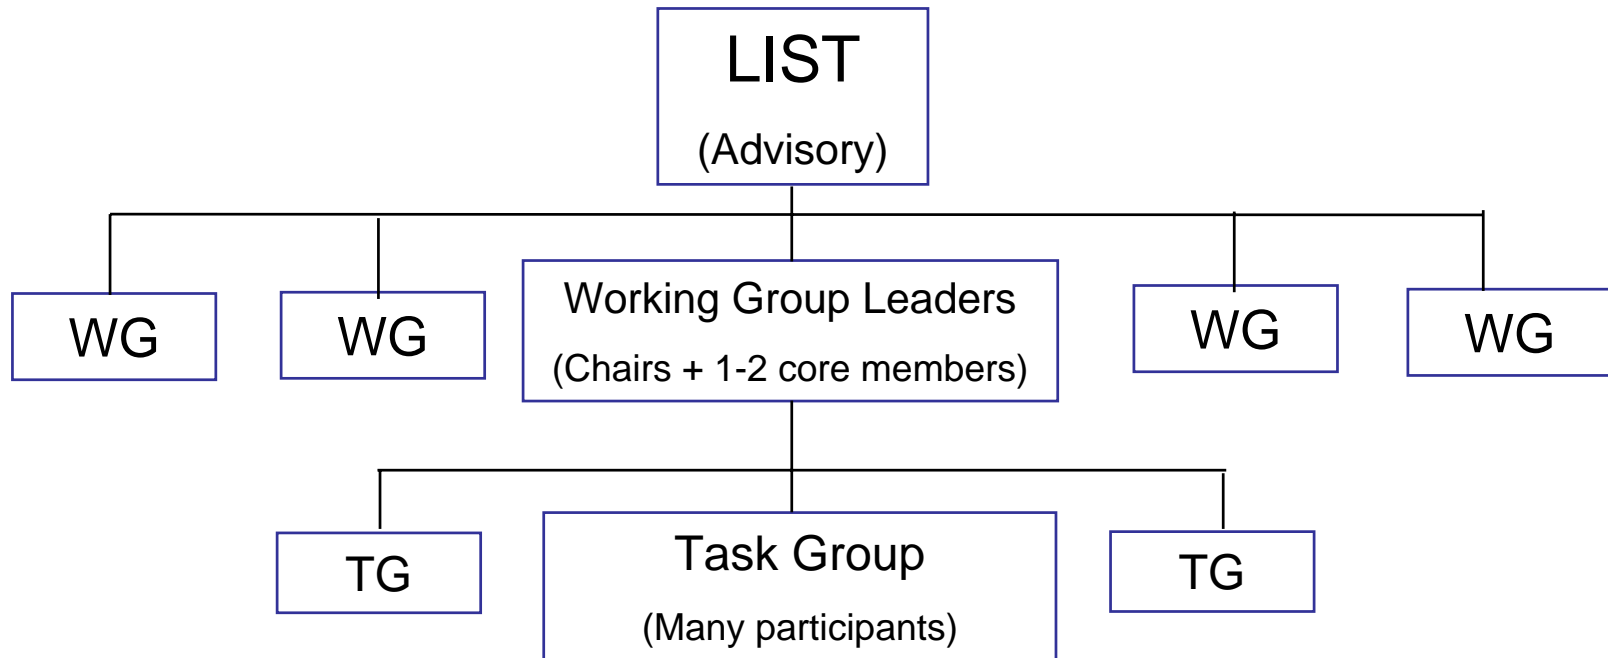 LIST
(Advisory)
WG
WG
Working Group Leaders
(Chairs + 1-2 core members)
WG
WG
TG
Task Group
(Many participants)
TG